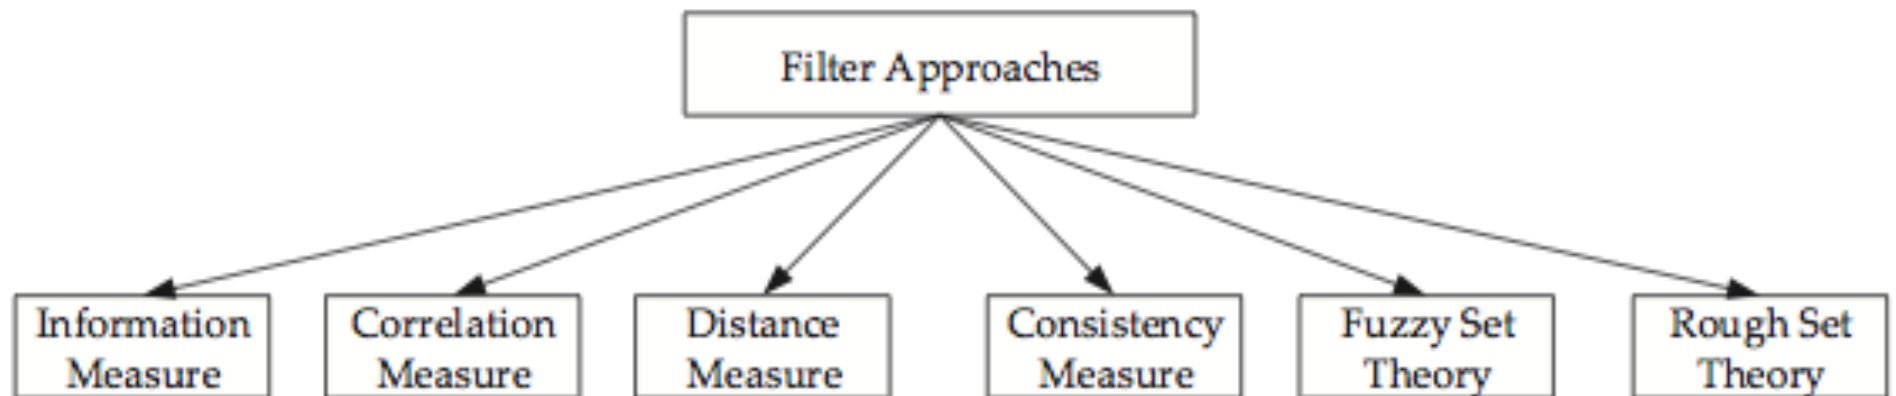 Filter Approaches
Information
Measure
Correlation
Measure
Distance
Measure
Consistency
Measure
Fuzzy Set
Theory
Rough Set
Theory